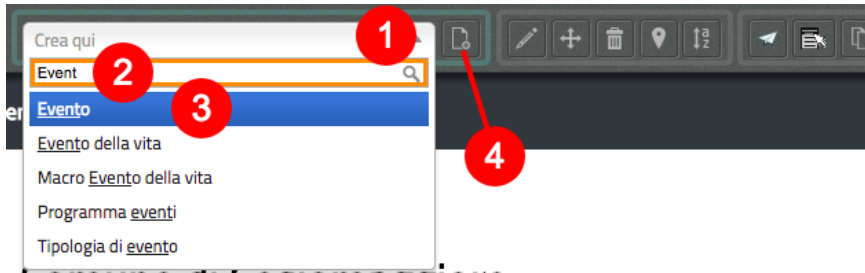 Crea qui
1
Event
2
Evento
3
Evento della vita
4
Macro Evento della vita
Programma eventi
Tipologia di evento